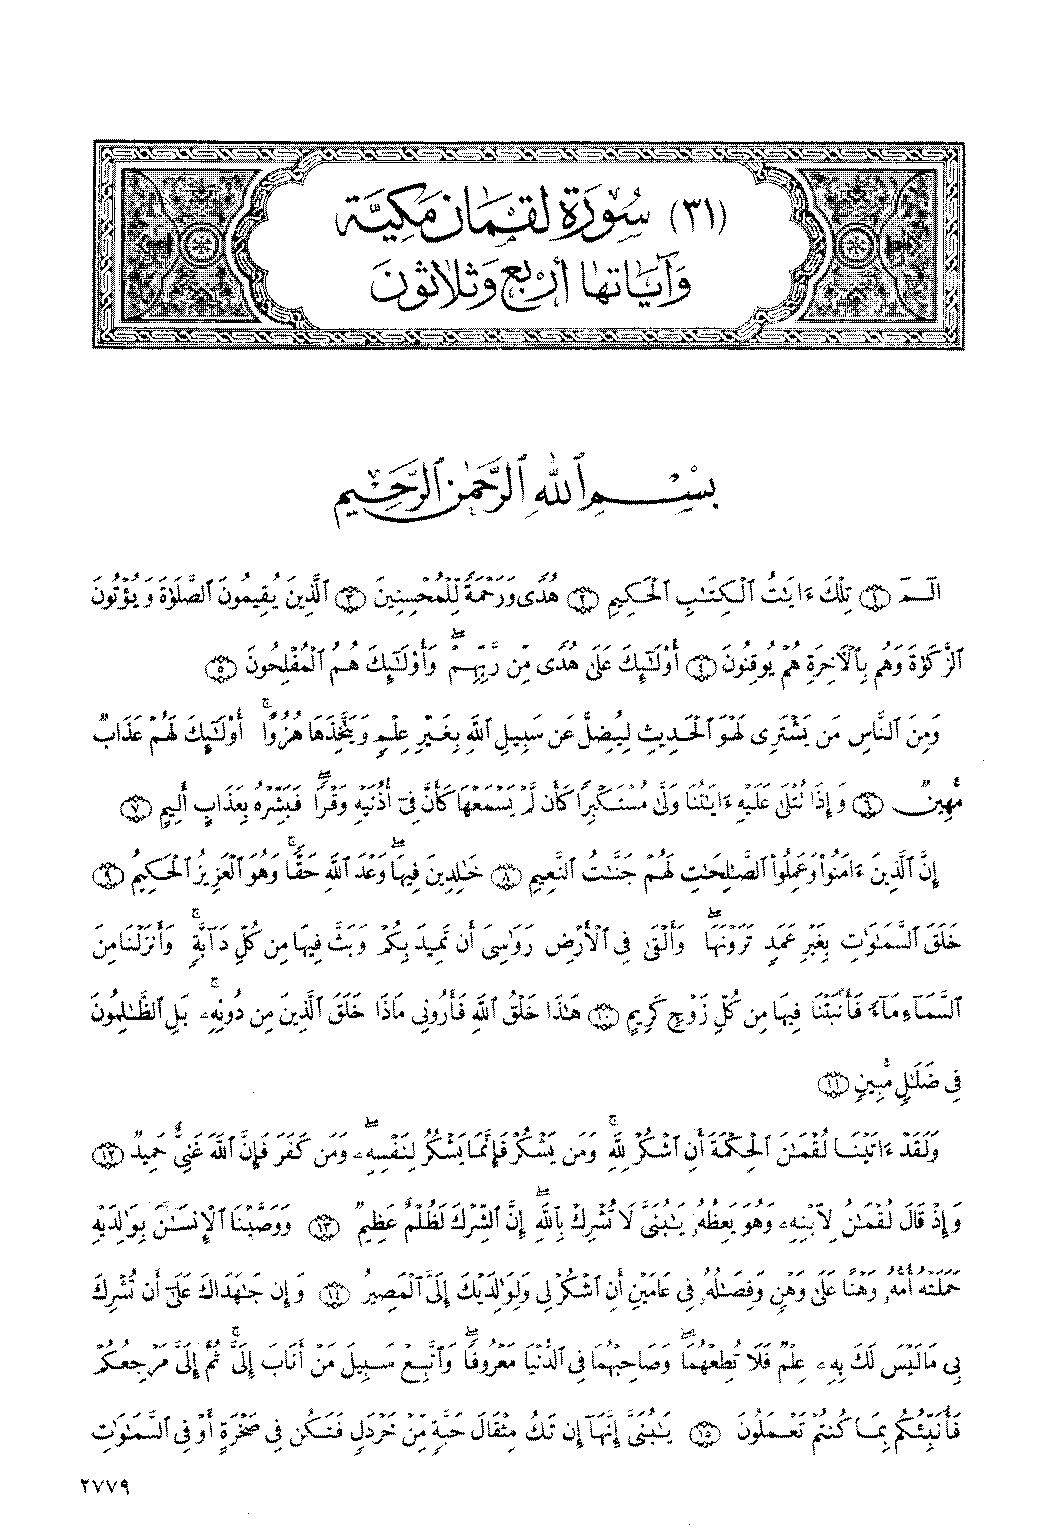 (٣١) سُورَة لُقْمَان مَكِيَّة
وَآيَاتهَا أَرْبَع وَثَلَاثُونَ
بِسْمِ ٱللَّهِ ٱلرَّحْمَٰنِ ٱلرَّحِيمِ
الٓمٓ ﴿١﴾ تِلْكَ ءَايَٰتُ ٱلْكِتَٰبِ ٱلْحَكِيمِ ﴿٢﴾ هُدًى وَرَحْمَةً لِّلْمُحْسِنِينَ ﴿٣﴾ ٱلَّذِينَ يُقِيمُونَ ٱلصَّلَوٰةَ وَيُؤْتُونَ
ٱلزَّكَوٰةَ وَهُم بِٱلْأَخِرَةِ هُمْ يُوقِنُونَ ﴿٤﴾ أُوْلَٰٓئِكَ عَلَىٰ هُدًى مِّن رَّبِّهِمْ ۖ وَأُوْلَٰٓئِكَ هُمُ ٱلْمُفْلِحُونَ ﴿٥﴾
وَمِنَ ٱلنَّاسِ مَن يَشْتَرِى لَهْوَ ٱلْحَدِيثِ لِيُضِلَّ عَن سَبِيلِ ٱللَّهِ بِغَيْرِ عِلْمٍ وَيَتَّخِذَهَا هُزُوًا ۚ أُوْلَٰٓئِكَ لَهُمْ عَذَابٌ
مُّهِينٌ ﴿٦﴾ وَإِذَا تُتْلَىٰ عَلَيْهِ ءَايَٰتُنَا وَلَّىٰ مُسْتَكْبِرًا كَأَن لَّمْ يَسْمَعْهَا كَأَنَّ فِىٓ أُذُنَيْهِ وَقْرًا ۖ فَبَشِّرْهُ بِعَذَابٍ أَلِيمٍ ﴿٧﴾
إِنَّ ٱلَّذِينَ ءَامَنُوا۟ وَعَمِلُوا۟ ٱلصَّٰلِحَٰتِ لَهُمْ جَنَّٰتُ ٱلنَّعِيمِ ﴿٨﴾ خَٰلِدِينَ فِيهَا ۖ وَعْدَ ٱللَّهِ حَقًّا ۚ وَهُوَ ٱلْعَزِيزُ ٱلْحَكِيمُ ﴿٩﴾
خَلَقَ ٱلسَّمَٰوَٰتِ بِغَيْرِ عَمَدٍ تَرَوْنَهَا ۖ وَأَلْقَىٰ فِى ٱلْأَرْضِ رَوَٰسِىَ أَن تَمِيدَ بِكُمْ وَبَثَّ فِيهَا مِن كُلِّ دَآبَّةٍ ۚ وَأَنزَلْنَا مِنَ
ٱلسَّمَآءِ مَآءً فَأَنۢبَتْنَا فِيهَا مِن كُلِّ زَوْجٍ كَرِيمٍ ﴿١٠﴾ هَٰذَا خَلْقُ ٱللَّهِ فَأَرُونِى مَاذَا خَلَقَ ٱلَّذِينَ مِن دُونِهِۦ ۚ بَلِ ٱلظَّٰلِمُونَ
فِى ضَلَٰلٍ مُّبِينٍ ﴿١١﴾
وَلَقَدْ ءَاتَيْنَا لُقْمَٰنَ ٱلْحِكْمَةَ أَنِ ٱشْكُرْ لِلَّهِ ۚ وَمَن يَشْكُرْ فَإِنَّمَا يَشْكُرُ لِنَفْسِهِۦ ۖ وَمَن كَفَرَ فَإِنَّ ٱللَّهَ غَنِىٌّ حَمِيدٌ ﴿١٢﴾
وَإِذْ قَالَ لُقْمَٰنُ لِٱبْنِهِۦ وَهُوَ يَعِظُهُۥ يَٰبُنَىَّ لَا تُشْرِكْ بِٱللَّهِ ۖ إِنَّ ٱلشِّرْكَ لَظُلْمٌ عَظِيمٌ ﴿١٣﴾ وَوَصَّيْنَا ٱلْإِنسَٰنَ بِوَٰلِدَيْهِ
حَمَلَتْهُ أُمُّهُۥ وَهْنًا عَلَىٰ وَهْنٍ وَفِصَٰلُهُۥ فِى عَامَيْنِ أَنِ ٱشْكُرْ لِى وَلِوَٰلِدَيْكَ إِلَىَّ ٱلْمَصِيرُ ﴿١٤﴾ وَإِن جَٰهَدَاكَ عَلَىٰٓ أَن تُشْرِكَ
بِى مَا لَيْسَ لَكَ بِهِۦ عِلْمٌ فَلَا تُطِعْهُمَا ۖ وَصَاحِبْهُمَا فِى ٱلدُّنْيَا مَعْرُوفًا ۖ وَٱتَّبِعْ سَبِيلَ مَنْ أَنَابَ إِلَىَّ ۚ ثُمَّ إِلَىَّ مَرْجِعُكُمْ
فَأُنَبِّئُكُم بِمَا كُنتُمْ تَعْمَلُونَ ﴿١٥﴾ يَٰبُنَىَّ إِنَّهَآ إِن تَكُ مِثْقَالَ حَبَّةٍ مِّنْ خَرْدَلٍ فَتَكُن فِى صَخْرَةٍ أَوْ فِى ٱلسَّمَٰوَٰتِ
٢٧٧٩